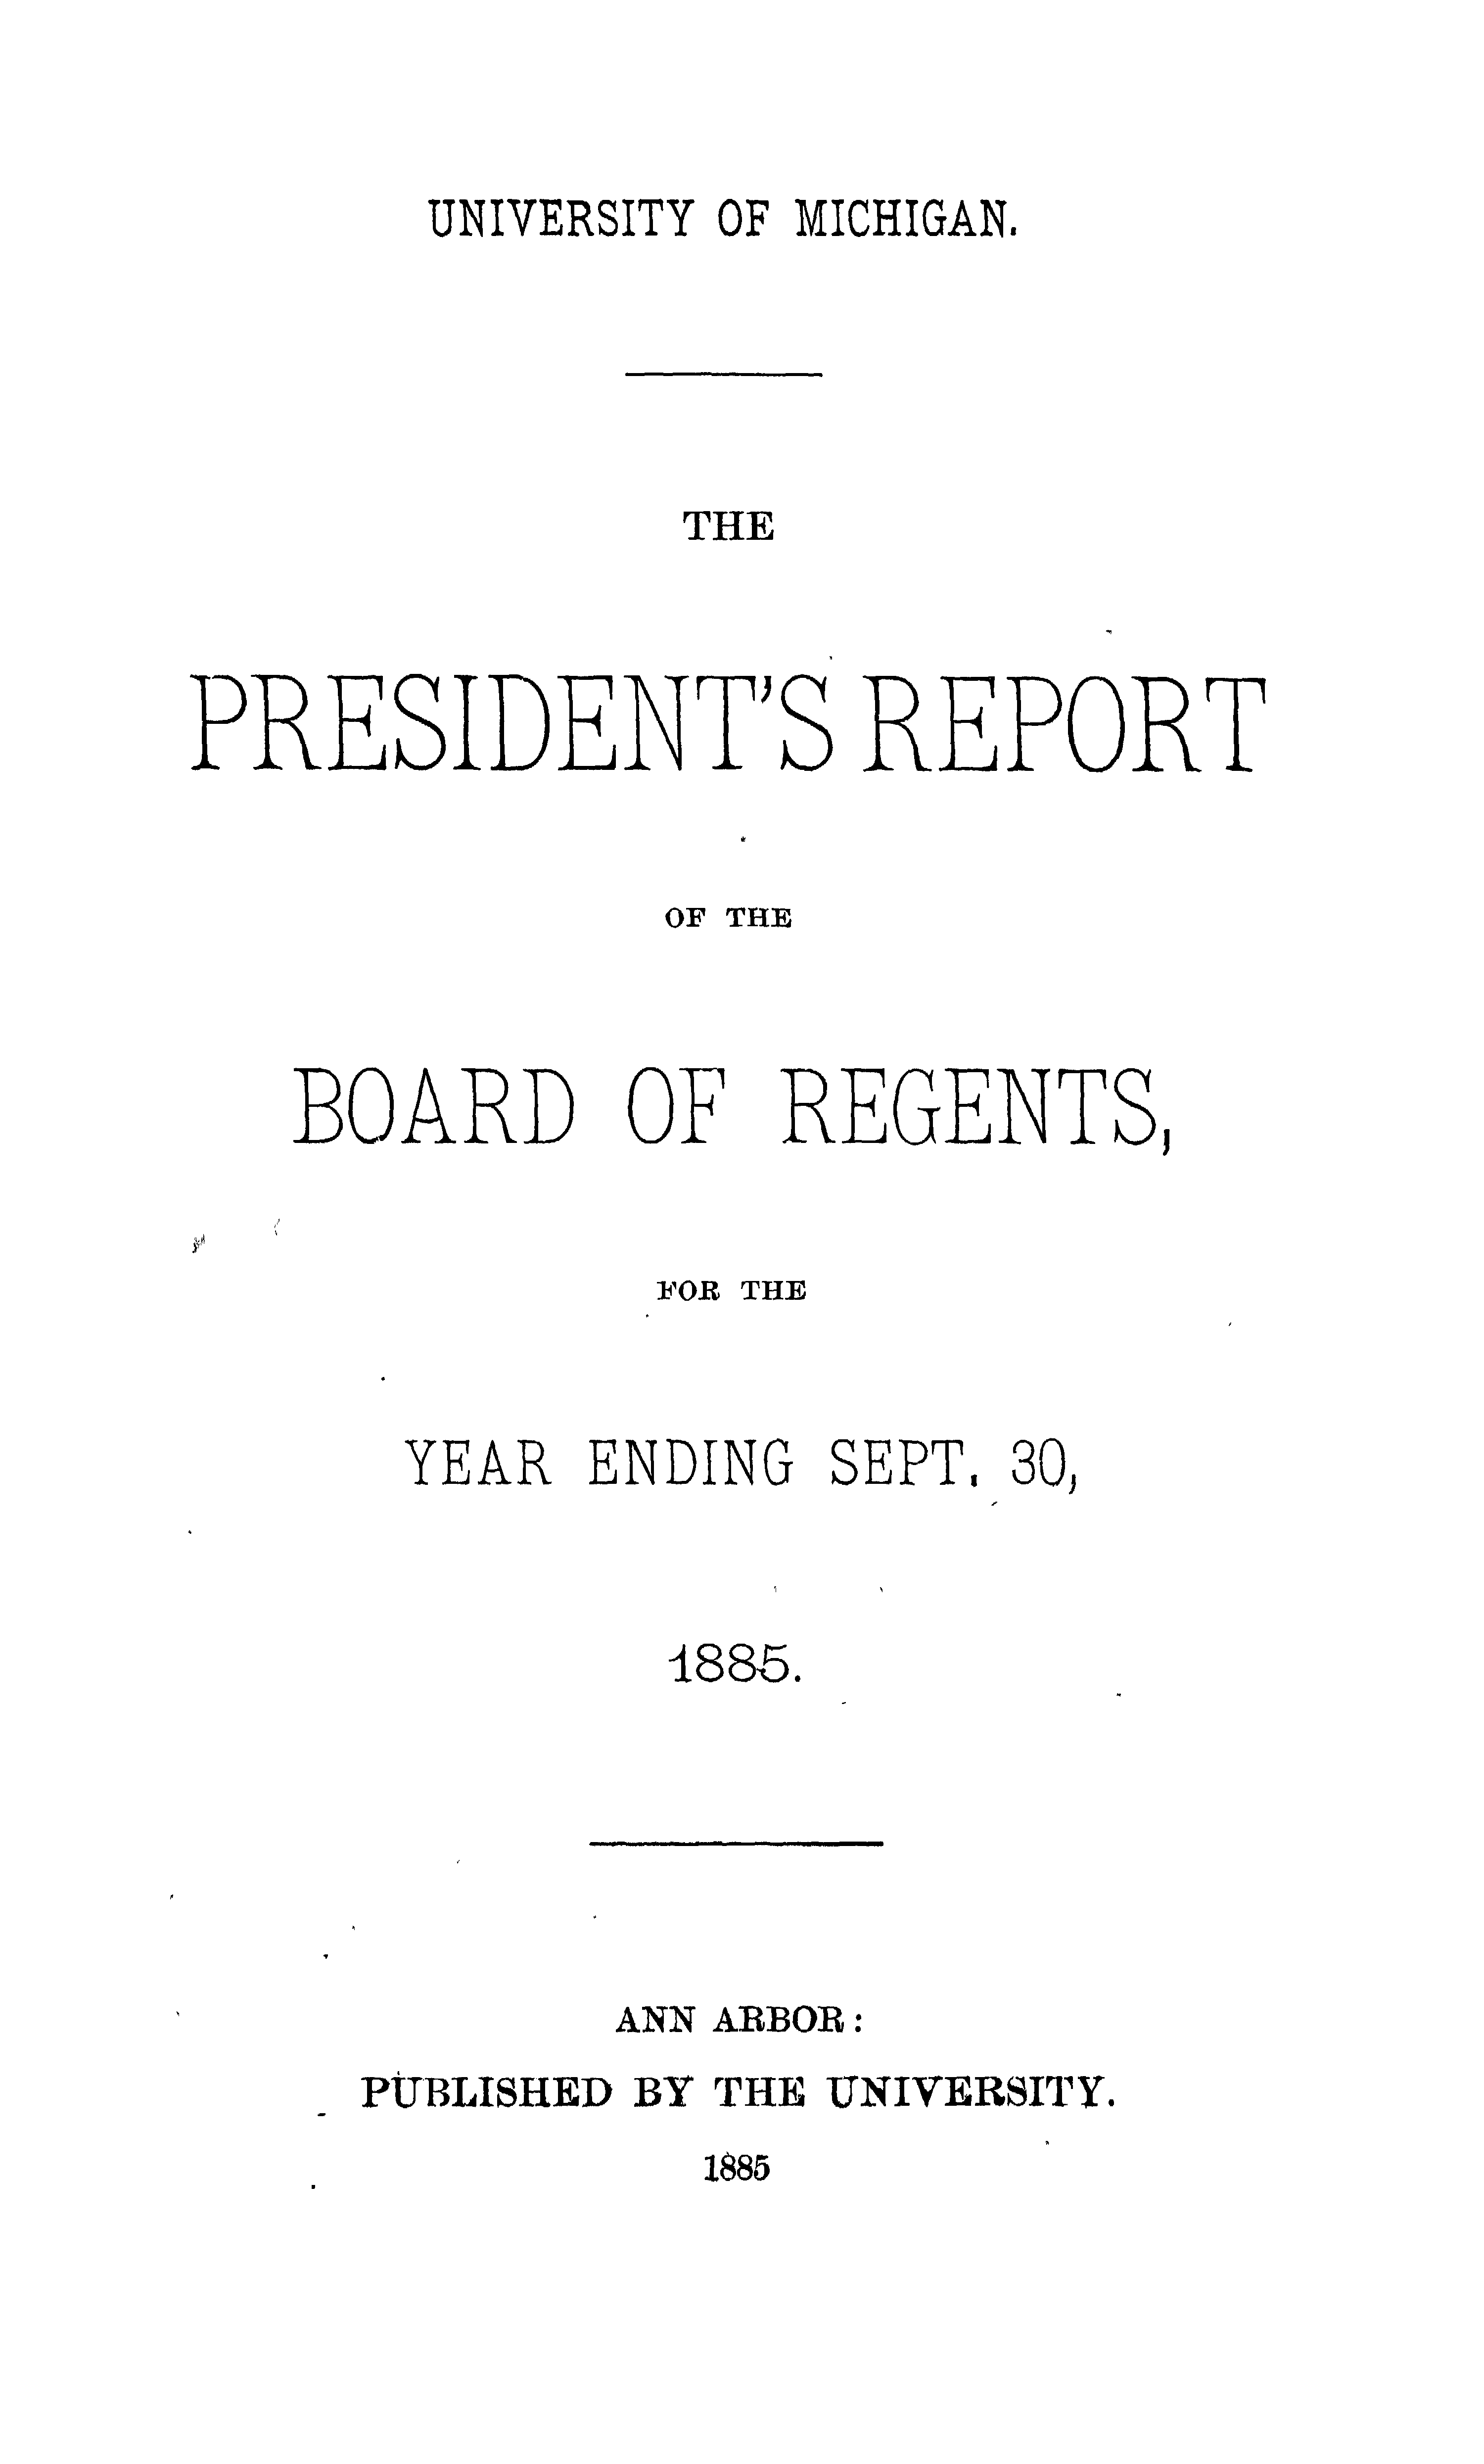 UNIVERSITY OF MICHIGAN.
THE
PRESIDENT'S REPORT
OF THE
BOARD OF REGENTS,
FOR THE
YEAR ENDING SEPT. 30,
1885.
ANN ARBOR:
PUBLISHED BY THE UNIVERSITY.
1885